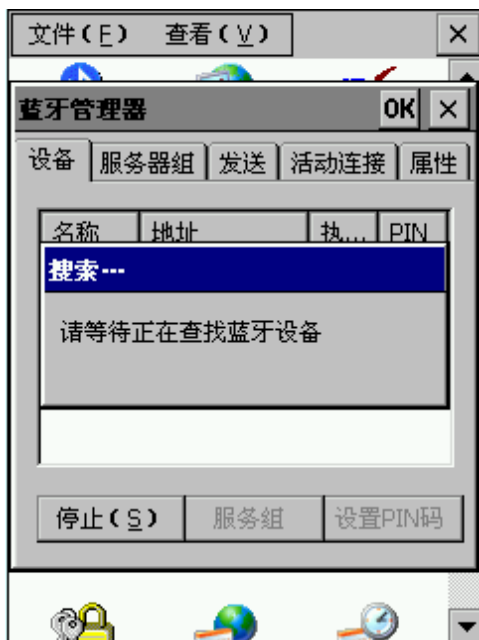 文件(F) 查看(V) ×
蓝牙管理器 OK ×
设备 服务器组 发送 活动连接 属性
名称 地址 执... PIN
搜索---
请等待正在查找蓝牙设备
停止(S) 服务组 设置PIN码